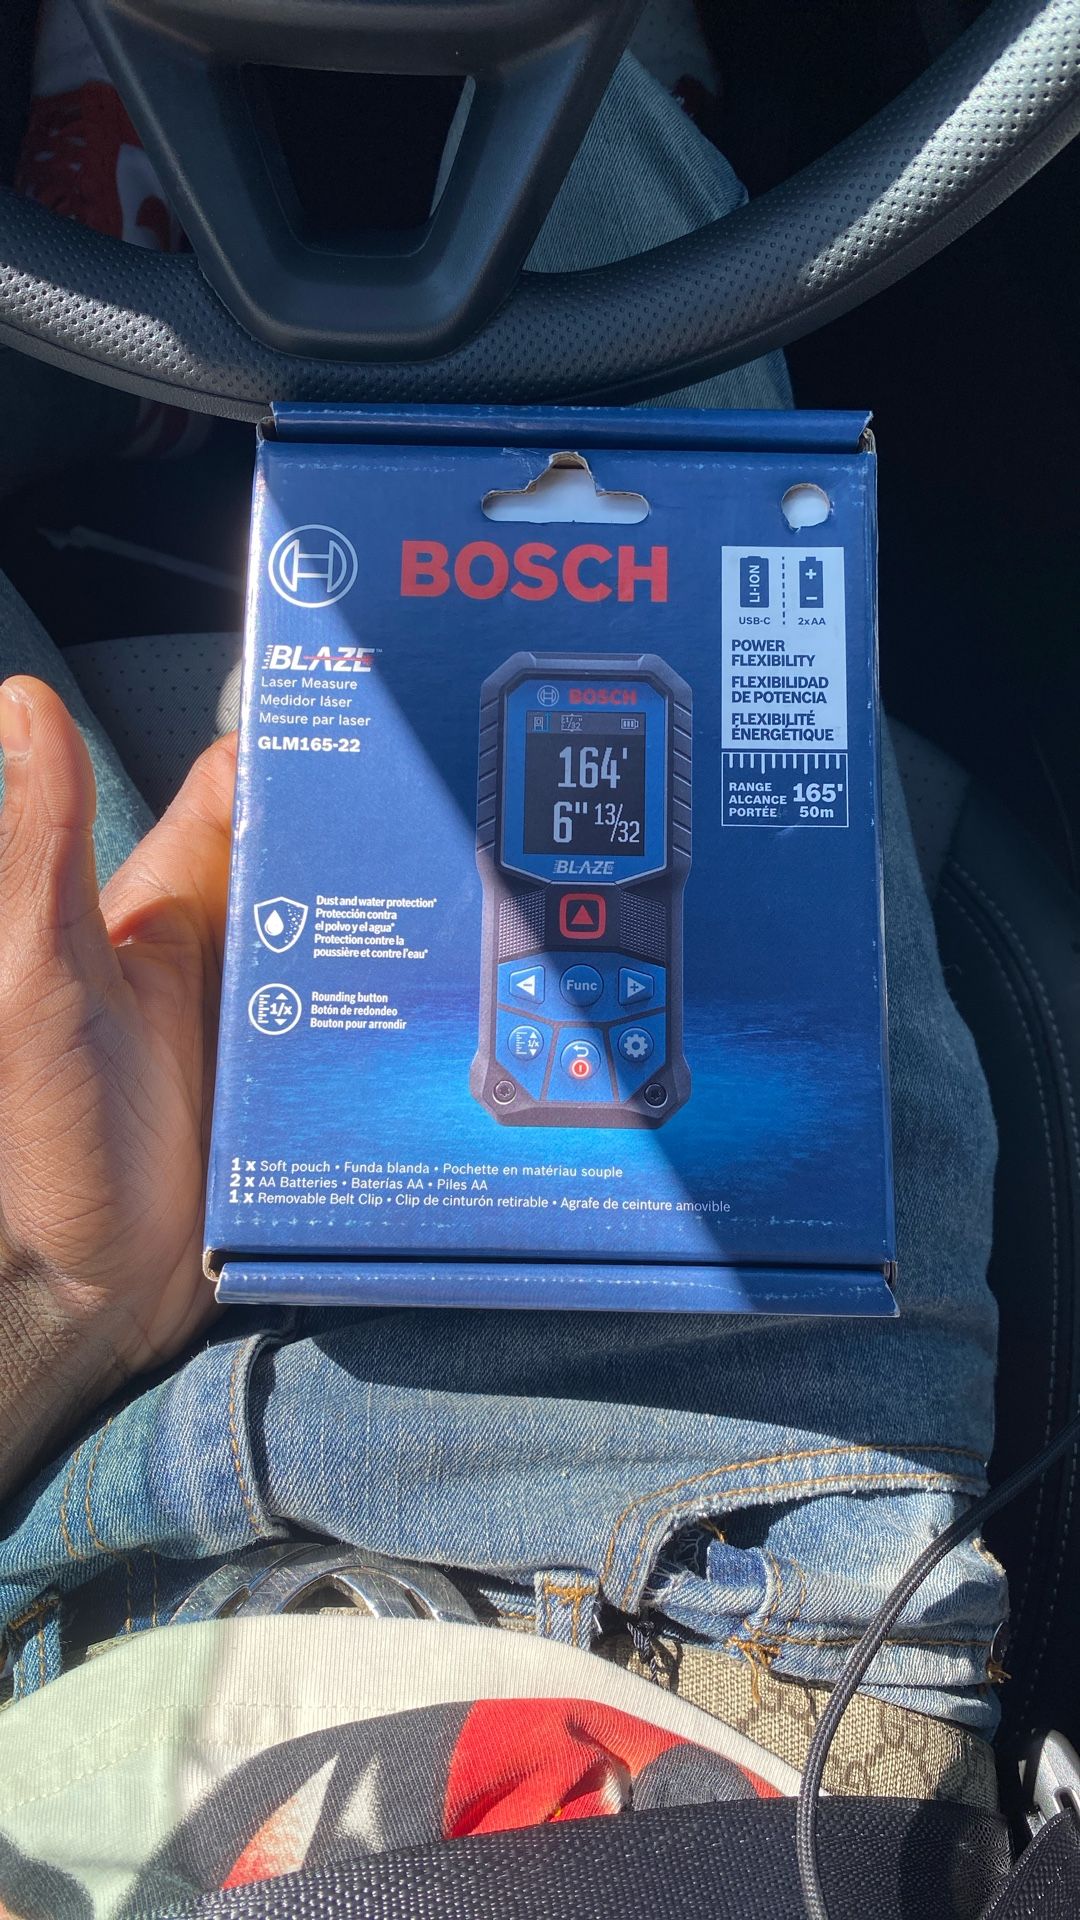 BOSCH
BLAZE™
Laser Measure
Medidor láser
Mesure par laser
GLM165-22
LI-ION
+
−
USB-C
2xAA
POWER
FLEXIBILITY
FLEXIBILIDAD
DE POTENCIA
FLEXIBILITÉ
ÉNERGÉTIQUE
RANGE
ALCANCE
PORTÉE
165'
50m
BOSCH
164'
6" 13/32
BLAZE
Func
−
+
1/x
Dust and water protection*
Protección contra
el polvo y el agua*
Protection contre la
poussière et contre l'eau*
1/x
Rounding button
Botón de redondeo
Bouton pour arrondir
1 x Soft pouch • Funda blanda • Pochette en matériau souple
2 x AA Batteries • Baterías AA • Piles AA
1 x Removable Belt Clip • Clip de cinturón retirable • Agrafe de ceinture amovible